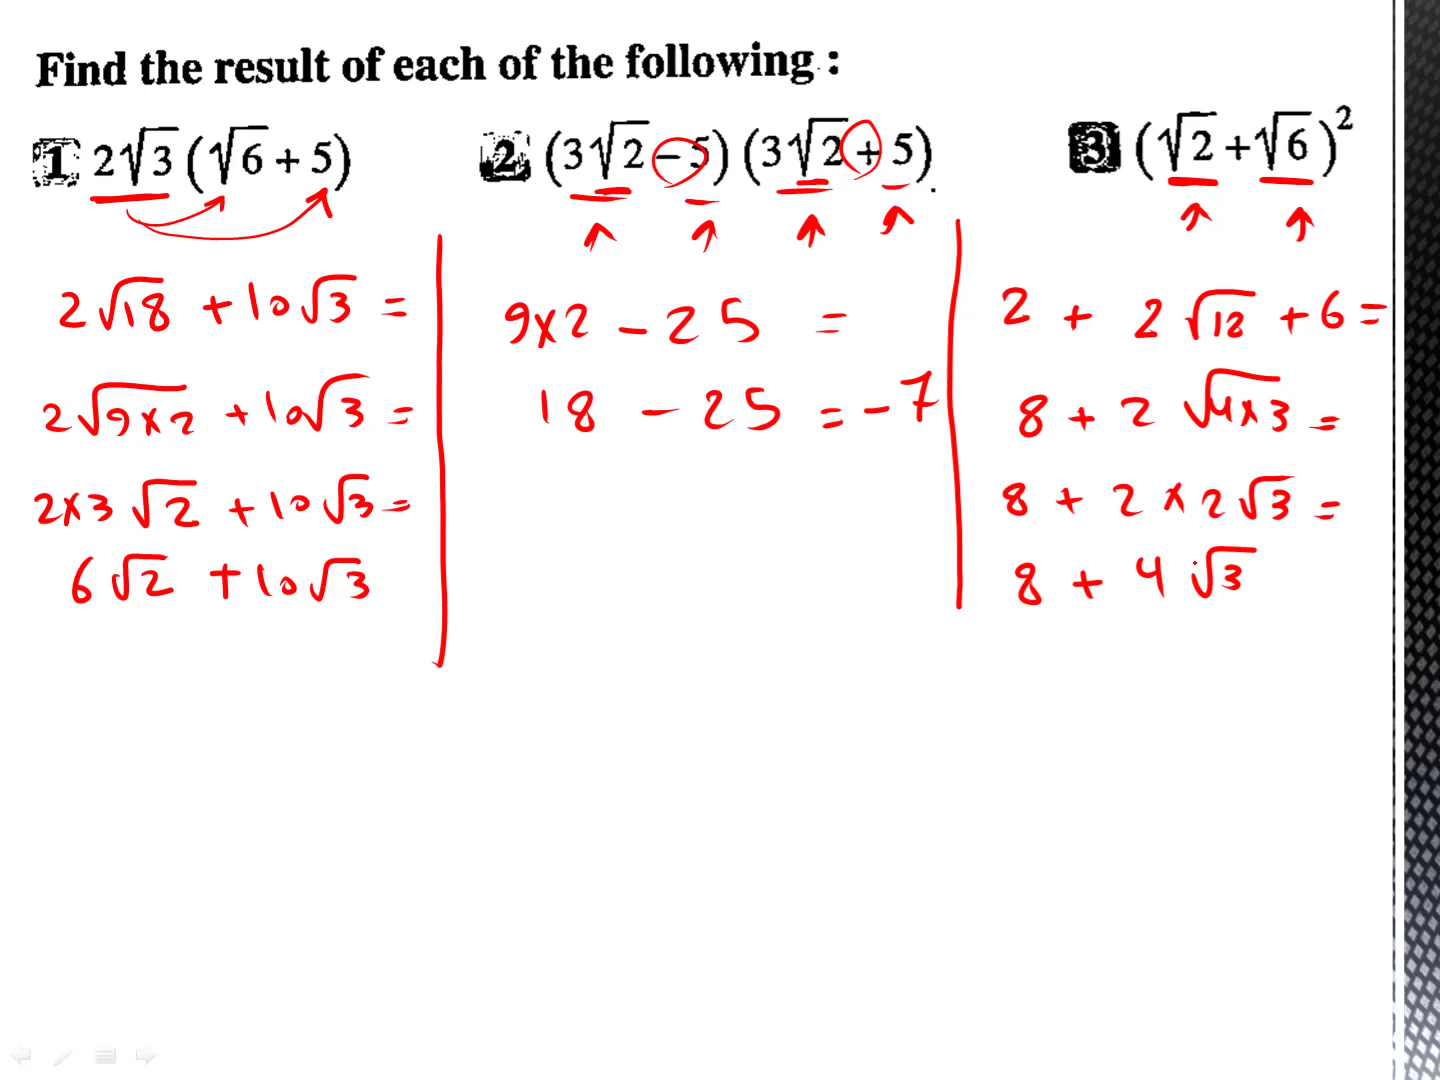 Find the result of each of the following :
1 2√3 (√6 + 5)
2√18 + 10√3 =
2√9×2 + 10√3 =
2×3√2 + 10√3 =
6√2 + 10√3
2 (3√2 − 5) (3√2 + 5).
9×2 − 25 =
18 − 25 = −7
3 (√2 + √6)²
2 + 2√12 + 6 =
8 + 2√4×3 =
8 + 2 × 2√3 =
8 + 4√3